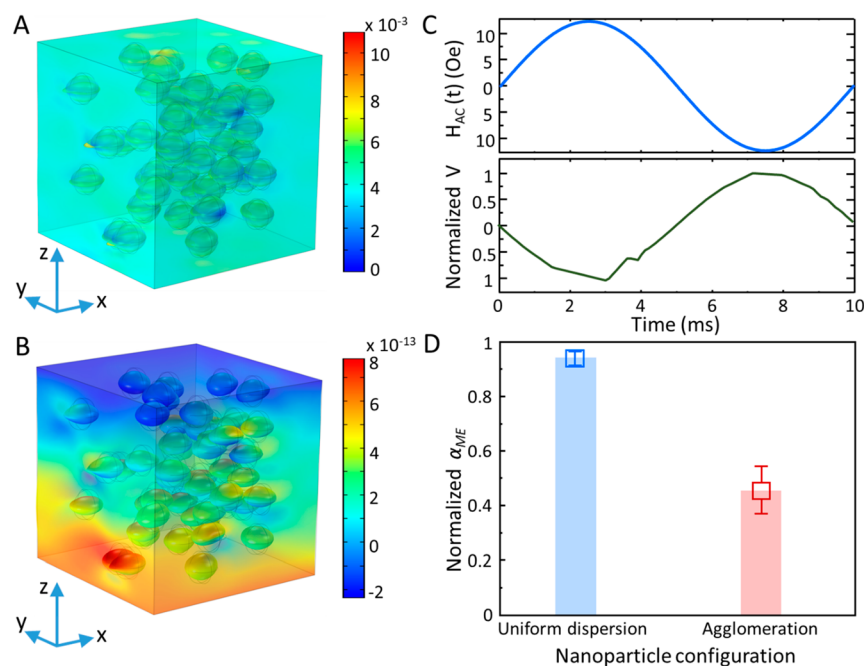 A
x 10⁻³
10
8
6
4
2
0
z
y
x
B
x 10⁻¹³
8
6
4
2
0
-2
z
y
x
C
H_AC (t) (Oe)
10
5
0
5
10
Normalized V
1
0.5
0
0.5
1
0 2 4 6 8 10
Time (ms)
D
Normalized α_ME
1
0.8
0.6
0.4
0.2
0
Uniform dispersion Agglomeration
Nanoparticle configuration